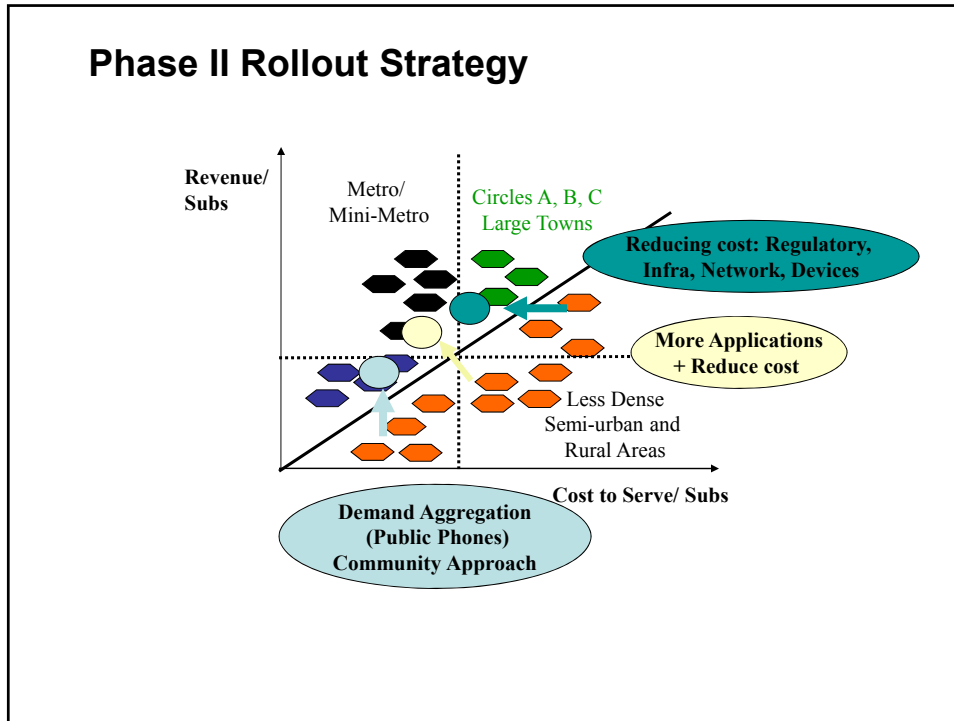 Phase II Rollout Strategy
Revenue/
Subs
Metro/
Mini-Metro
Circles A, B, C
Large Towns
Reducing cost: Regulatory,
Infra, Network, Devices
More Applications
+ Reduce cost
Less Dense
Semi-urban and
Rural Areas
Cost to Serve/ Subs
Demand Aggregation
(Public Phones)
Community Approach